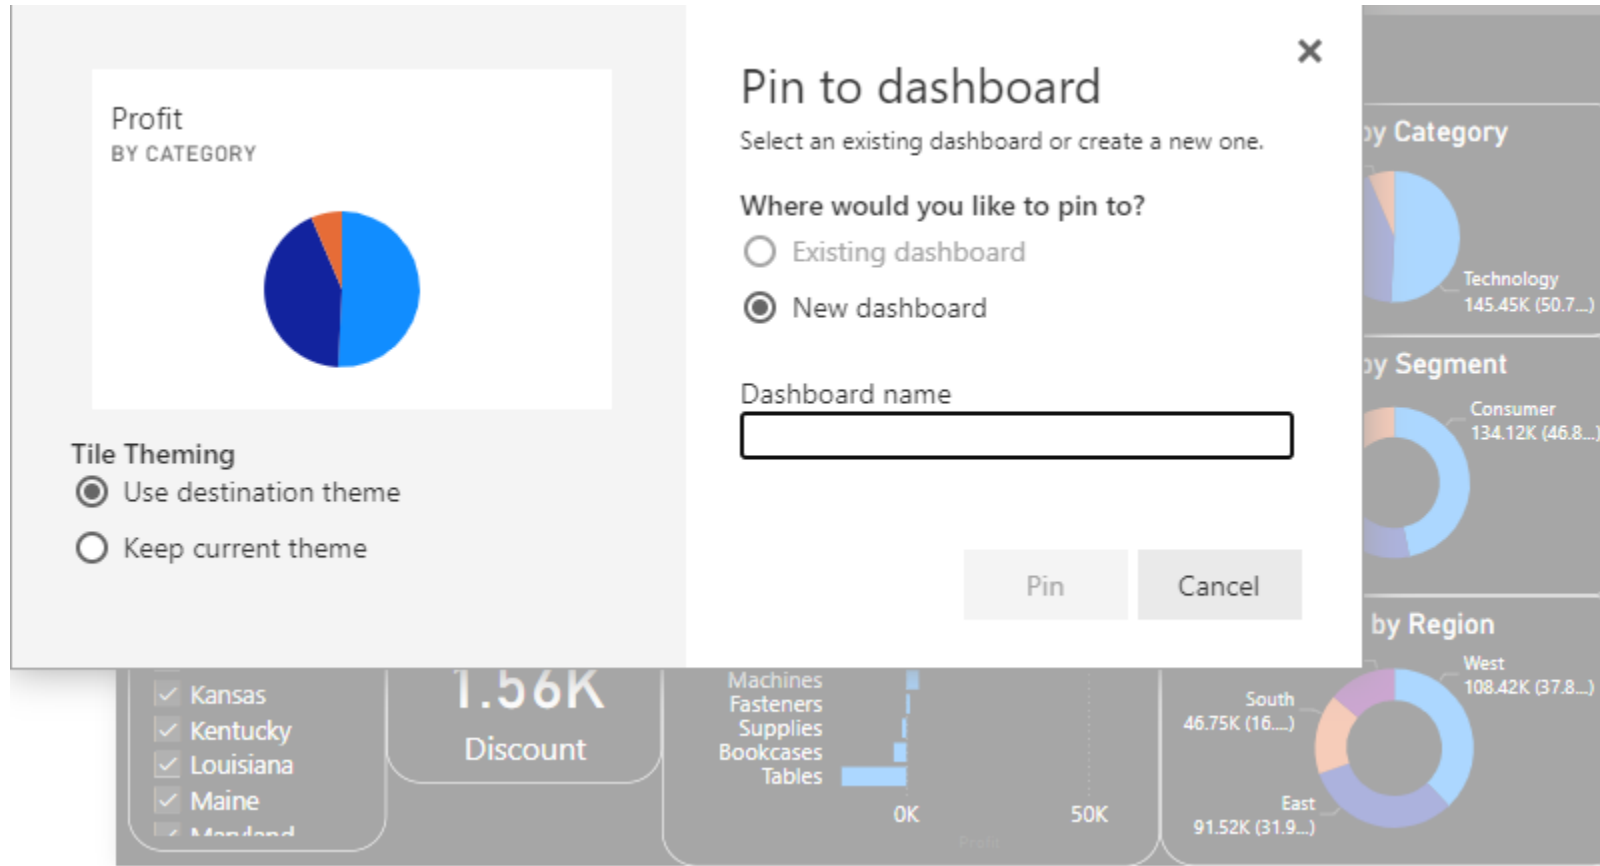 Profit
BY CATEGORY
Tile Theming
Use destination theme
Keep current theme
Pin to dashboard
Select an existing dashboard or create a new one.
Where would you like to pin to?
Existing dashboard
New dashboard
Dashboard name
Pin
Cancel
by Category
Technology
145.45K (50.7...)
by Segment
Consumer
134.12K (46.8...)
by Region
West
108.42K (37.8...)
South
46.75K (16....)
East
91.52K (31.9...)
Kansas
Kentucky
Louisiana
Maine
Maryland
1.56K
Discount
Machines
Fasteners
Supplies
Bookcases
Tables
0K
50K
Profit